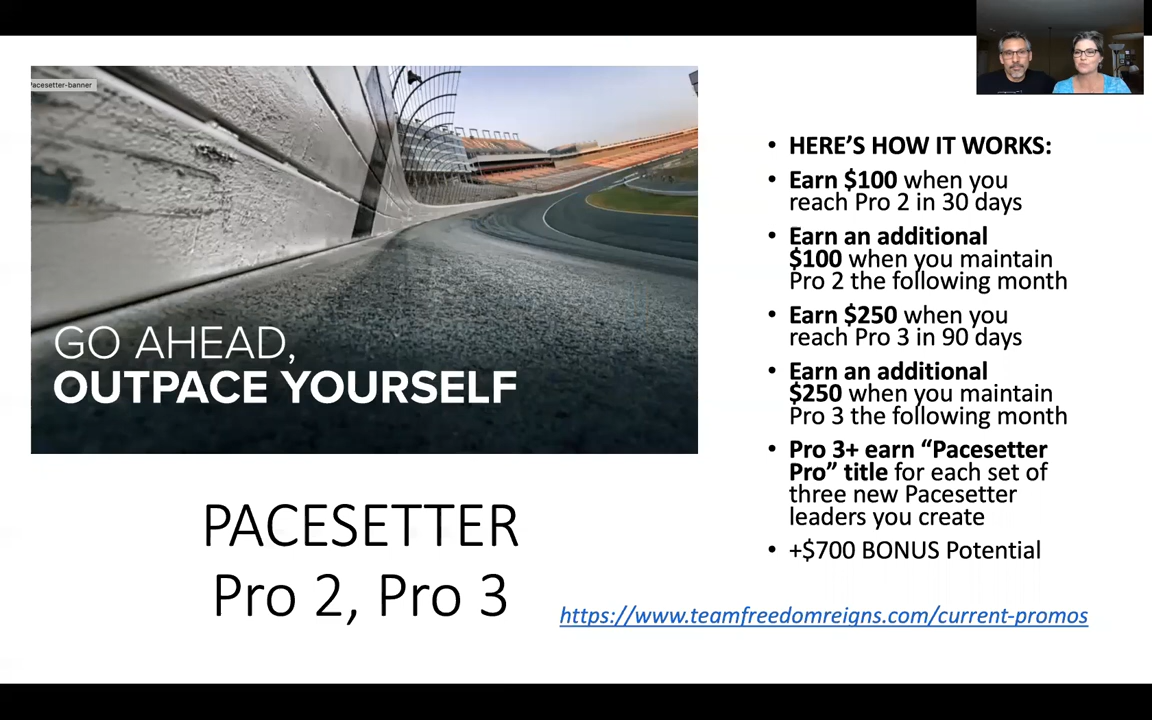 Pacesetter-banner
GO AHEAD,
OUTPACE YOURSELF
PACESETTER
Pro 2, Pro 3
• HERE’S HOW IT WORKS:
• Earn $100 when you
reach Pro 2 in 30 days
• Earn an additional
$100 when you maintain
Pro 2 the following month
• Earn $250 when you
reach Pro 3 in 90 days
• Earn an additional
$250 when you maintain
Pro 3 the following month
• Pro 3+ earn “Pacesetter
Pro” title for each set of
three new Pacesetter
leaders you create
• +$700 BONUS Potential
https://www.teamfreedomreigns.com/current-promos